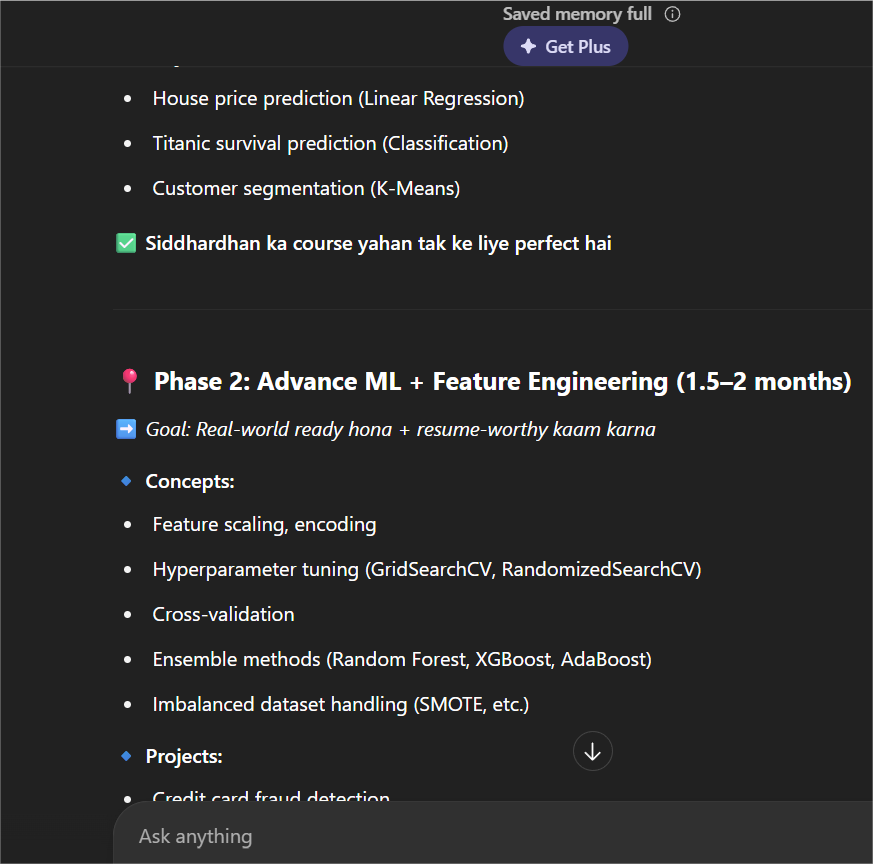 Saved memory full
Get Plus
House price prediction (Linear Regression)
Titanic survival prediction (Classification)
Customer segmentation (K-Means)
✅ Siddhardhan ka course yahan tak ke liye perfect hai
📍 Phase 2: Advance ML + Feature Engineering (1.5–2 months)
➡️ Goal: Real-world ready hona + resume-worthy kaam karna
🔹 Concepts:
Feature scaling, encoding
Hyperparameter tuning (GridSearchCV, RandomizedSearchCV)
Cross-validation
Ensemble methods (Random Forest, XGBoost, AdaBoost)
Imbalanced dataset handling (SMOTE, etc.)
🔹 Projects:
Credit card fraud detection
Ask anything